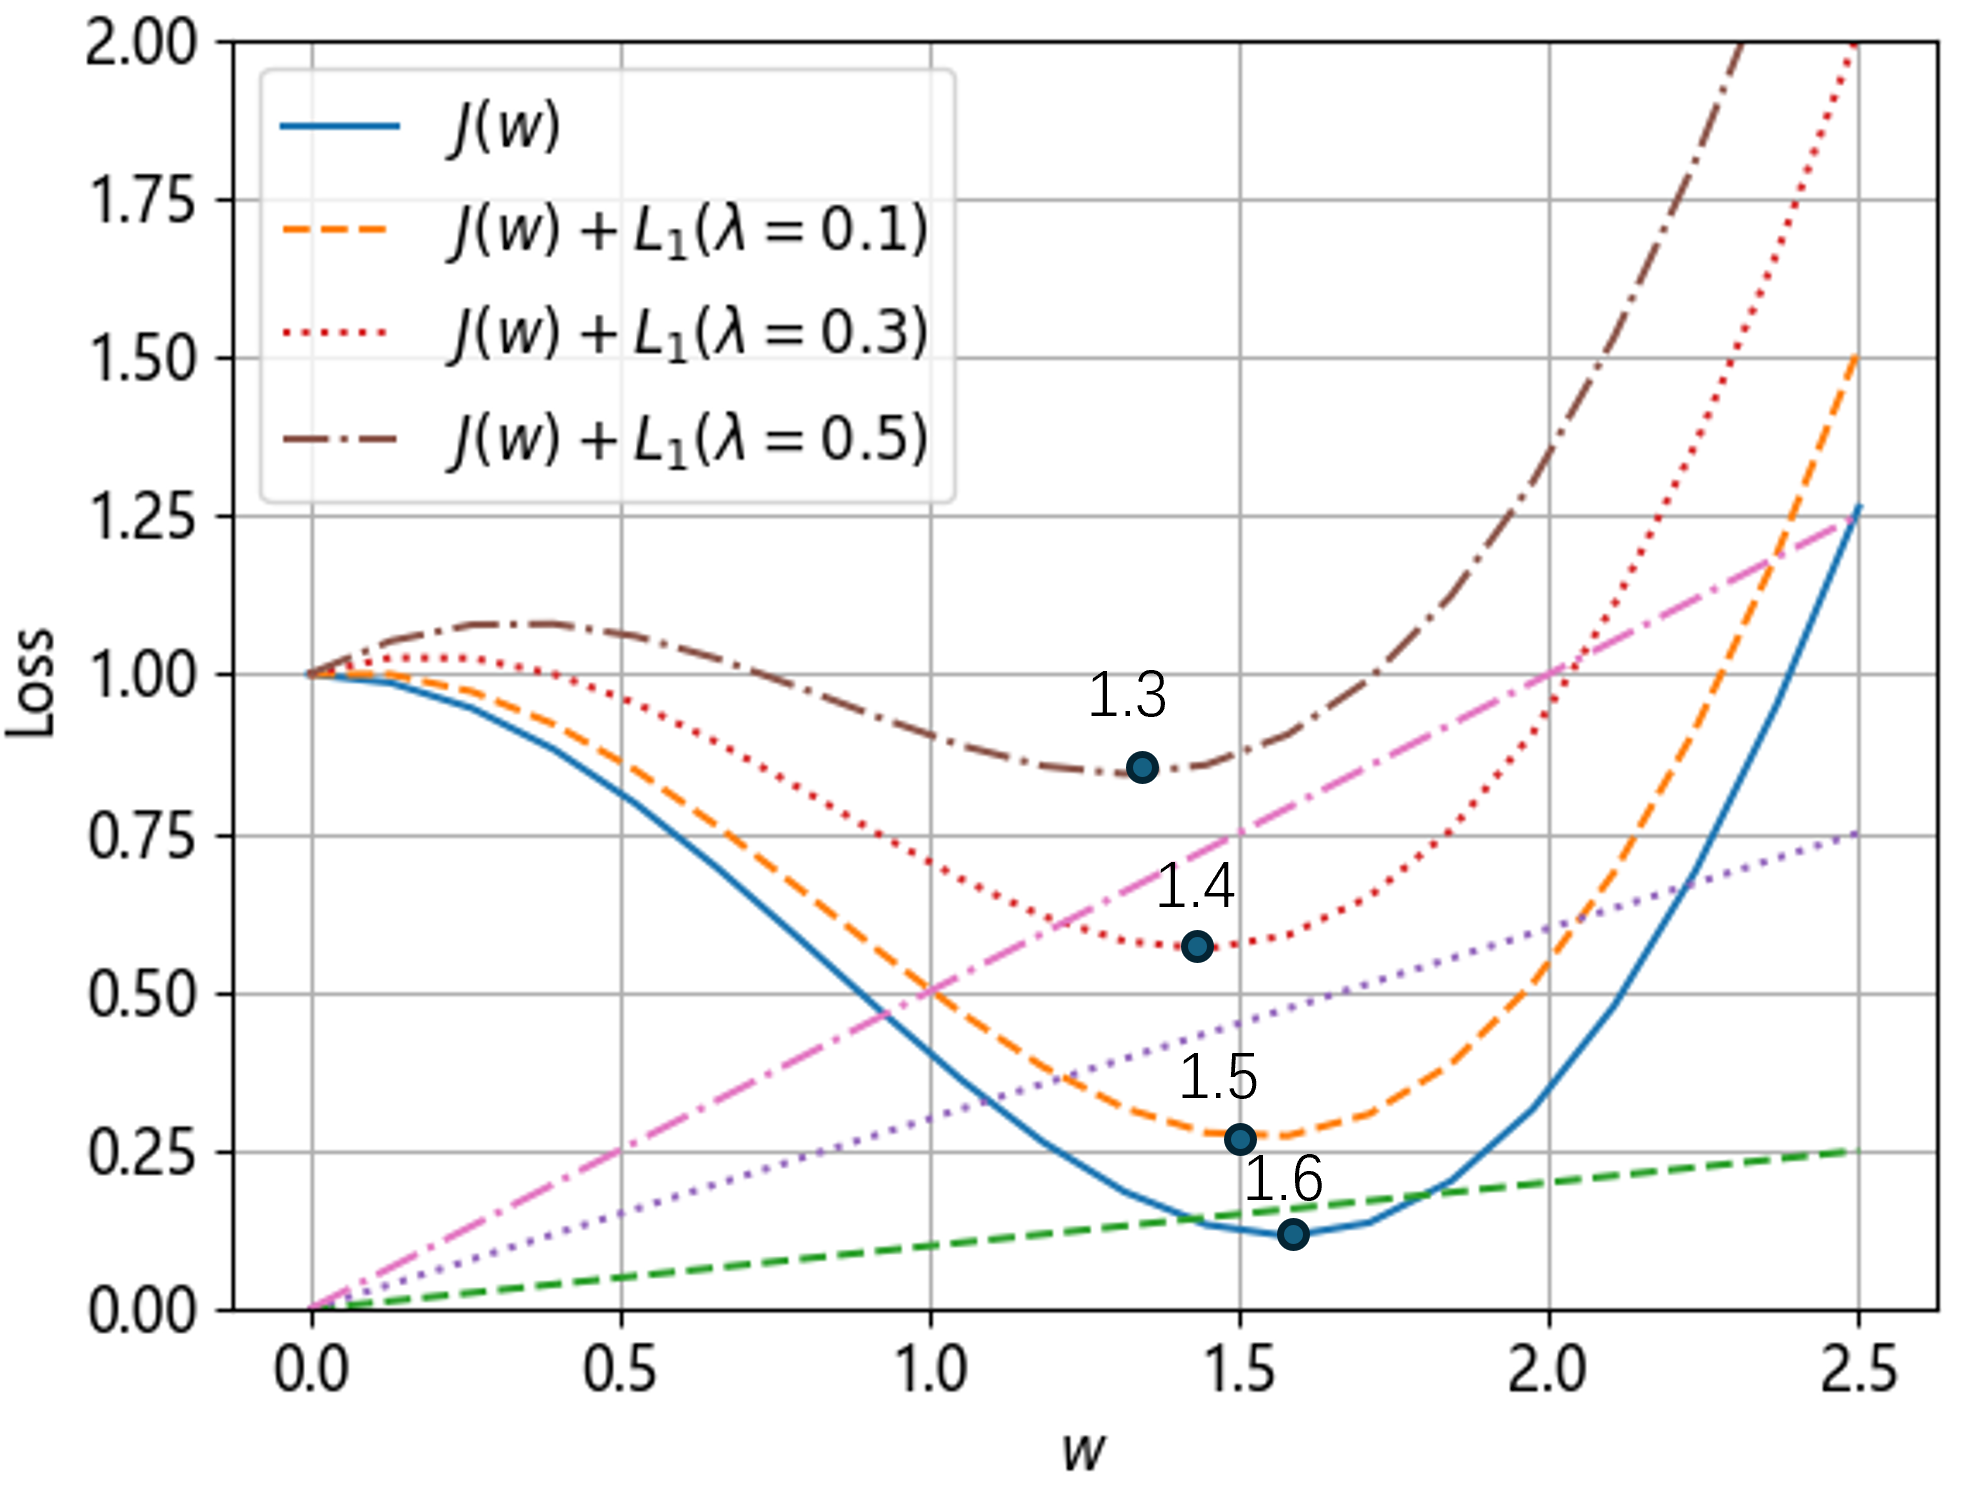 2.00
1.75
1.50
1.25
1.00
0.75
0.50
0.25
0.00
Loss
J(w)
J(w) + L₁(λ = 0.1)
J(w) + L₁(λ = 0.3)
J(w) + L₁(λ = 0.5)
1.3
1.4
1.5
1.6
0.0 0.5 1.0 1.5 2.0 2.5
w